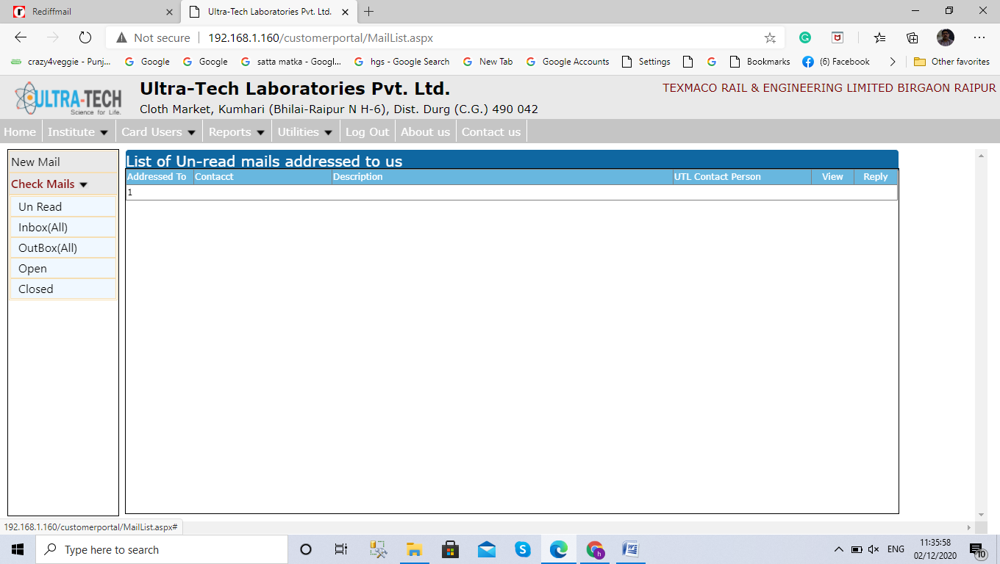 Rediffmail
Ultra-Tech Laboratories Pvt. Ltd.
Not secure
192.168.1.160/customerportal/MailList.aspx
crazy4veggie - Punj...
Google
Google
satta matka - Googl...
hgs - Google Search
New Tab
Google Accounts
Settings
Bookmarks
(6) Facebook
Other favorites
ULTRA-TECH
Science for Life.
Ultra-Tech Laboratories Pvt. Ltd.
Cloth Market, Kumhari (Bhilai-Raipur N H-6), Dist. Durg (C.G.) 490 042
TEXMACO RAIL & ENGINEERING LIMITED BIRGAON RAIPUR
Home
Institute
Card Users
Reports
Utilities
Log Out
About us
Contact us
New Mail
Check Mails
Un Read
Inbox(All)
OutBox(All)
Open
Closed
List of Un-read mails addressed to us
Addressed To
Contacct
Description
UTL Contact Person
View
Reply
1
192.168.1.160/customerportal/MailList.aspx#
Type here to search
ENG
11:35:58
02/12/2020
10